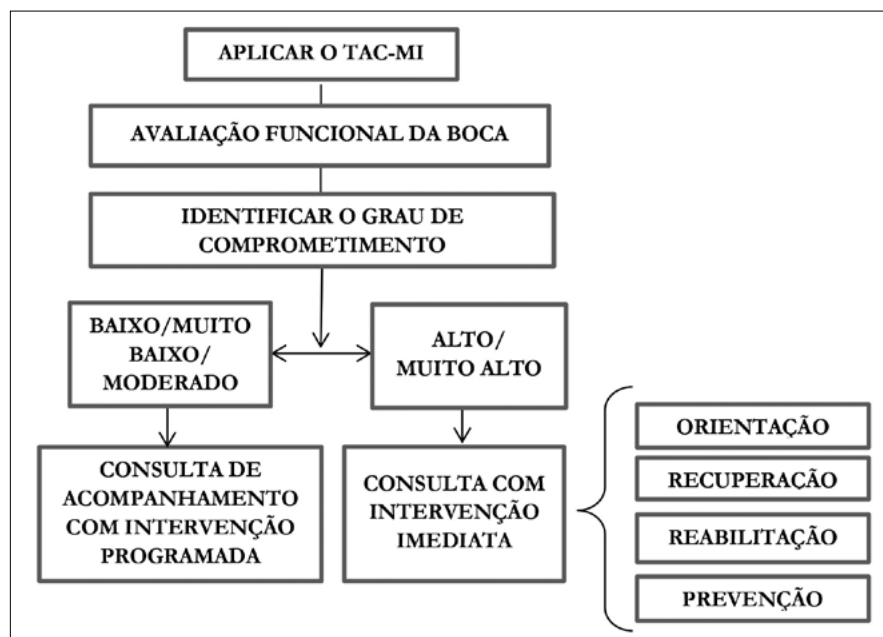 APLICAR O TAC-MI
AVALIAÇÃO FUNCIONAL DA BOCA
IDENTIFICAR O GRAU DE
COMPROMETIMENTO
BAIXO/MUITO
BAIXO/
MODERADO
ALTO/
MUITO ALTO
CONSULTA DE
ACOMPANHAMENTO
COM INTERVENÇÃO
PROGRAMADA
CONSULTA COM
INTERVENÇÃO
IMEDIATA
ORIENTAÇÃO
RECUPERAÇÃO
REABILITAÇÃO
PREVENÇÃO